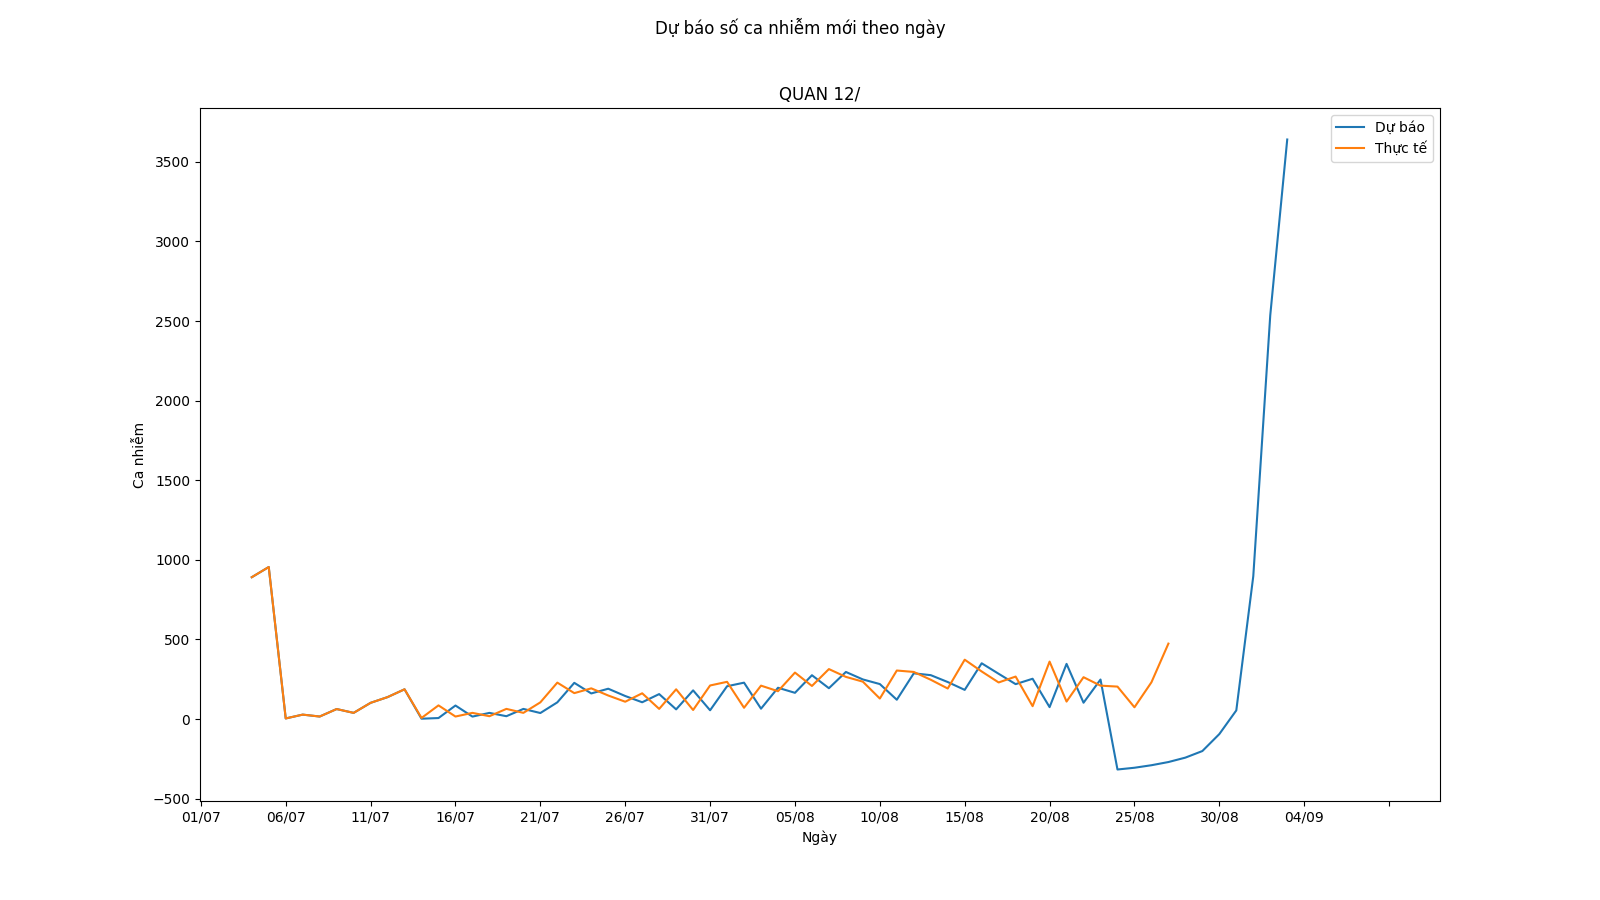 Dự báo số ca nhiễm mới theo ngày
QUAN 12/
Dự báo
Thực tế
Ca nhiễm
3500
3000
2500
2000
1500
1000
500
0
−500
01/07 06/07 11/07 16/07 21/07 26/07 31/07 05/08 10/08 15/08 20/08 25/08 30/08 04/09
Ngày